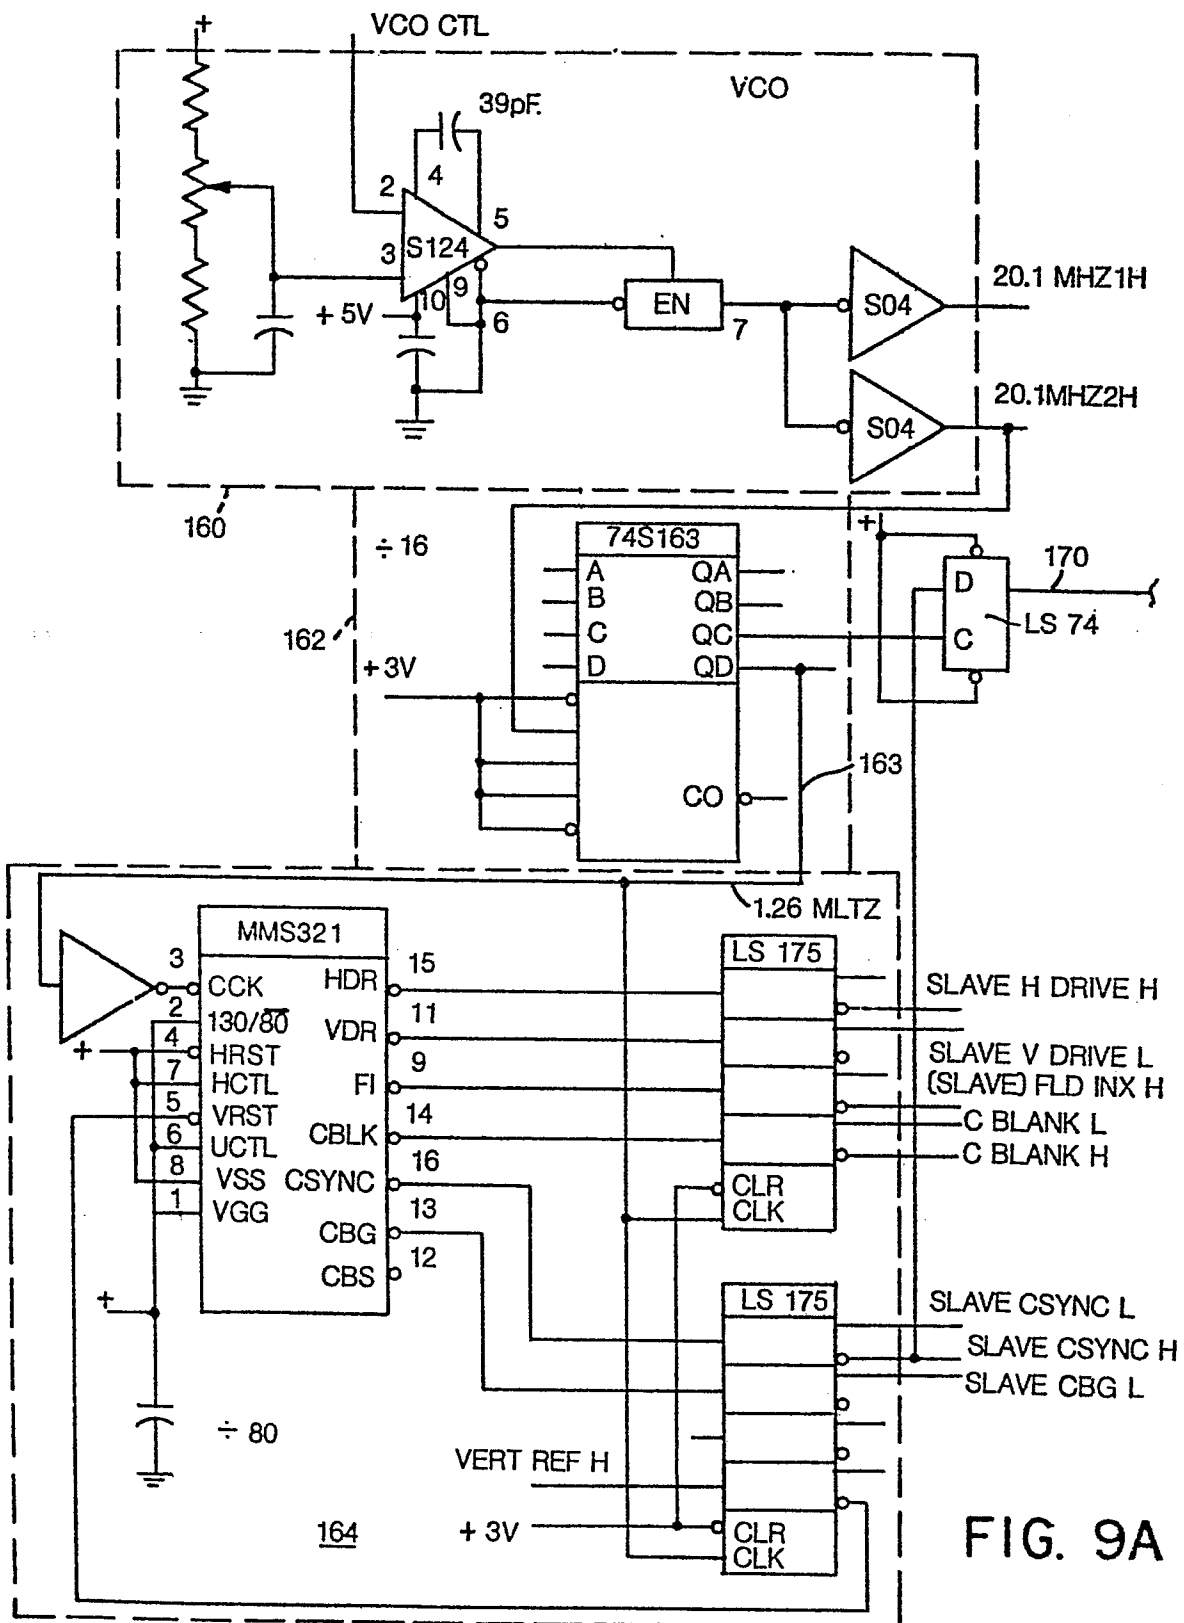 +
VCO CTL
VCO
39pF.
4
2
5
S124
3
10
9
+ 5V
6
EN
7
S04
20.1 MHZ1H
S04
20.1MHZ2H
160
÷ 16
162
74S163
A QA
B QB
C QC
D QD
CO
+ 3V
163
+
D
C
170
LS 74
1.26 MLTZ
MMS321
3 CCK
2 130/80
4 HRST
+
7 HCTL
5 VRST
6 UCTL
8 VSS
1 VGG
HDR 15
VDR 11
FI 9
CBLK 14
CSYNC 16
CBG 13
CBS 12
LS 175
CLR
CLK
SLAVE H DRIVE H
SLAVE V DRIVE L
(SLAVE) FLD INX H
C BLANK L
C BLANK H
+
÷ 80
164
LS 175
CLR
CLK
SLAVE CSYNC L
SLAVE CSYNC H
SLAVE CBG L
VERT REF H
+ 3V
FIG. 9A